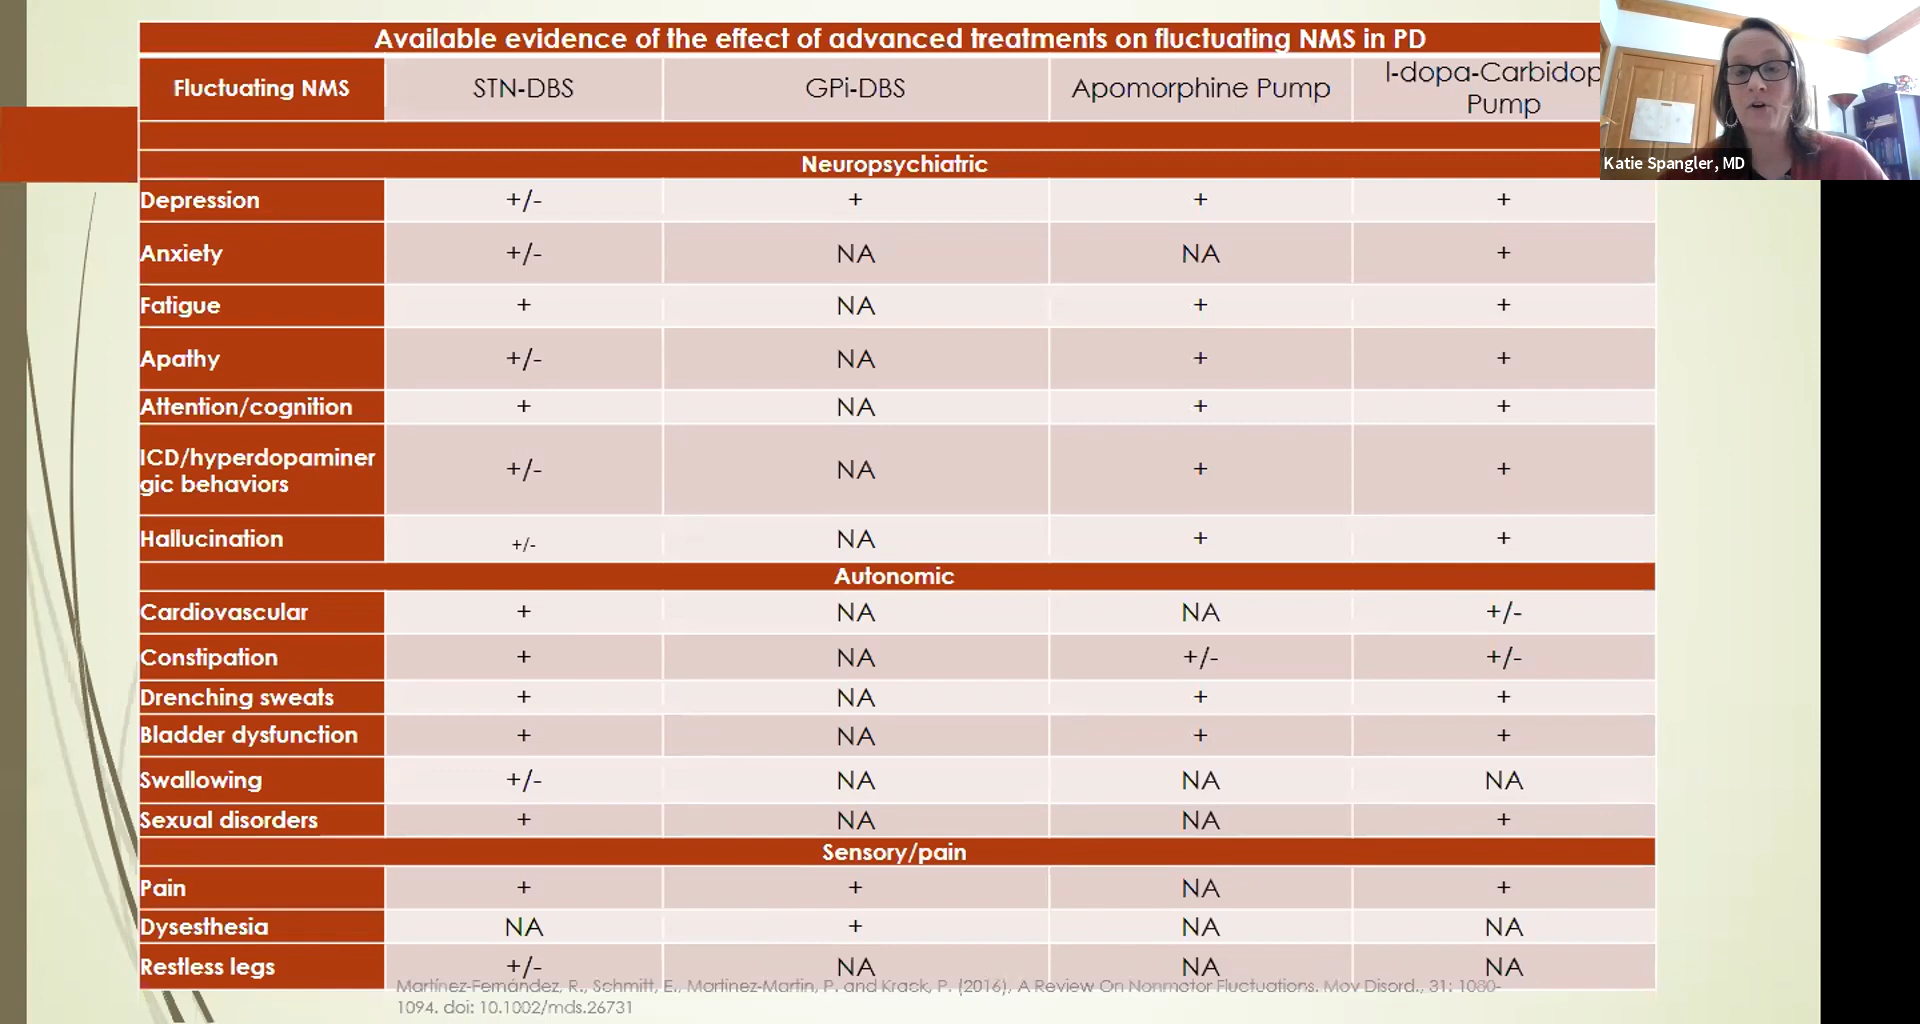 Available evidence of the effect of advanced treatments on fluctuating NMS in PD
Fluctuating NMS STN-DBS GPi-DBS Apomorphine Pump l-dopa-Carbidop
Pump
Neuropsychiatric
Depression +/- + + +
Anxiety +/- NA NA +
Fatigue + NA + +
Apathy +/- NA + +
Attention/cognition + NA + +
ICD/hyperdopaminer
gic behaviors +/- NA + +
Hallucination +/- NA + +
Autonomic
Cardiovascular + NA NA +/-
Constipation + NA +/- +/-
Drenching sweats + NA + +
Bladder dysfunction + NA + +
Swallowing +/- NA NA NA
Sexual disorders + NA NA +
Sensory/pain
Pain + + NA +
Dysesthesia NA + NA NA
Restless legs +/- NA NA NA
Martínez-Fernández, R., Schmitt, E., Martinez-Martin, P. and Krack, P. (2016), A Review On Nonmotor Fluctuations. Mov Disord., 31: 1080-
1094. doi: 10.1002/mds.26731
Katie Spangler, MD